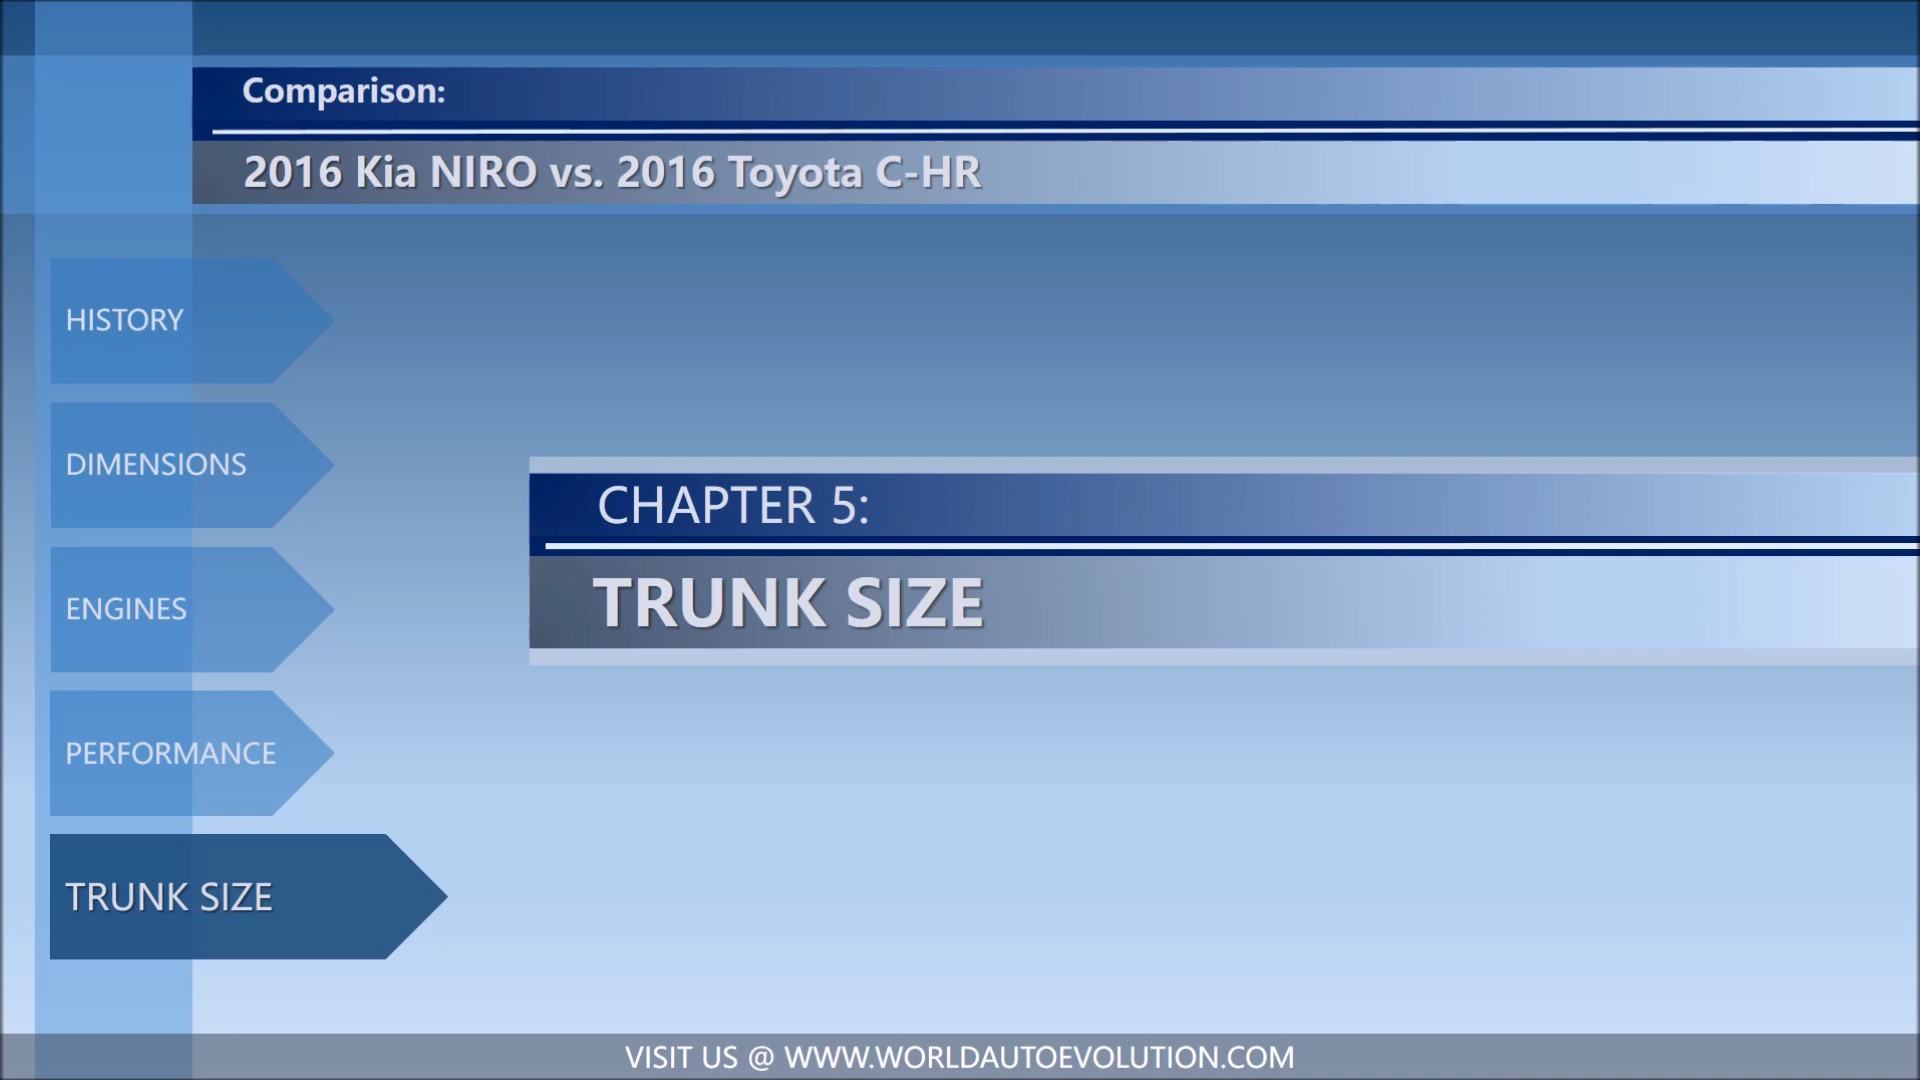 Comparison:
2016 Kia NIRO vs. 2016 Toyota C-HR
HISTORY
DIMENSIONS
ENGINES
PERFORMANCE
TRUNK SIZE
CHAPTER 5:
TRUNK SIZE
VISIT US @ WWW.WORLDAUTOEVOLUTION.COM